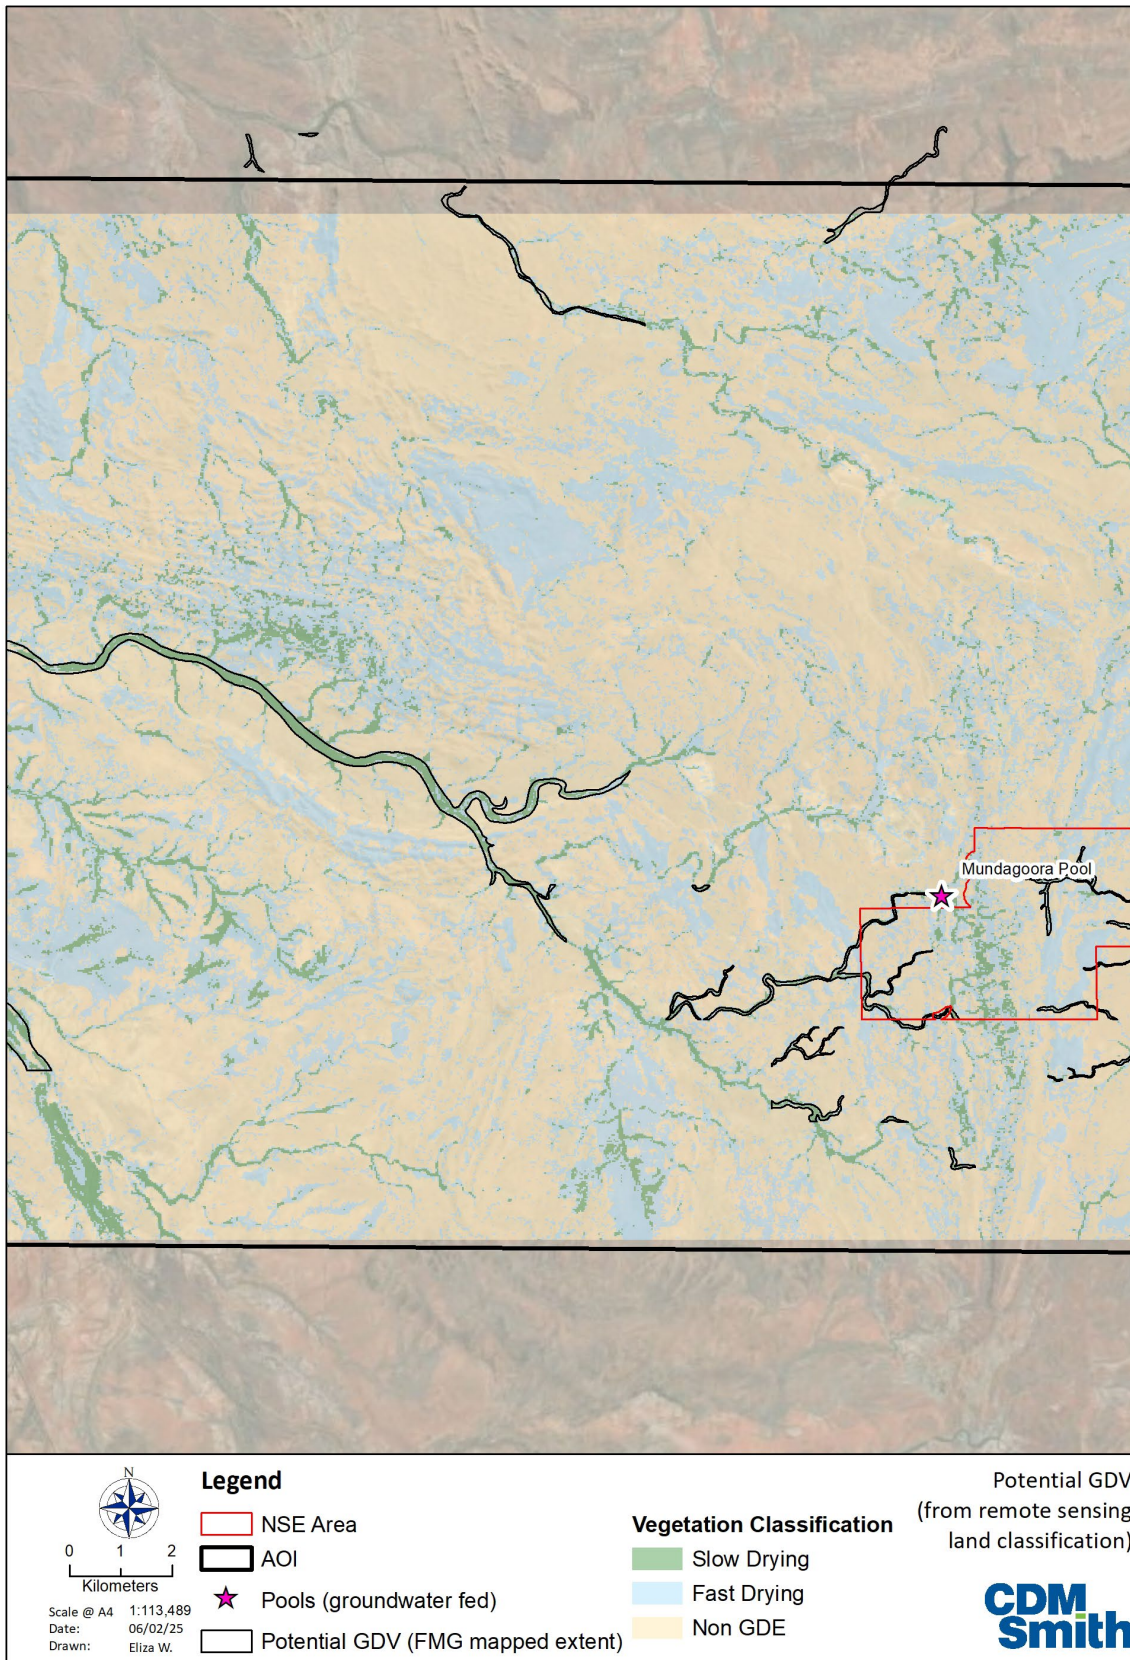 Mundagoora Pool
N
0 1 2
Kilometers
Scale @ A4 1:113,489
Date: 06/02/25
Drawn: Eliza W.
Legend
NSE Area
AOI
Pools (groundwater fed)
Potential GDV (FMG mapped extent)
Vegetation Classification
Slow Drying
Fast Drying
Non GDE
Potential GDV
(from remote sensing
land classification)
CDM
Smith